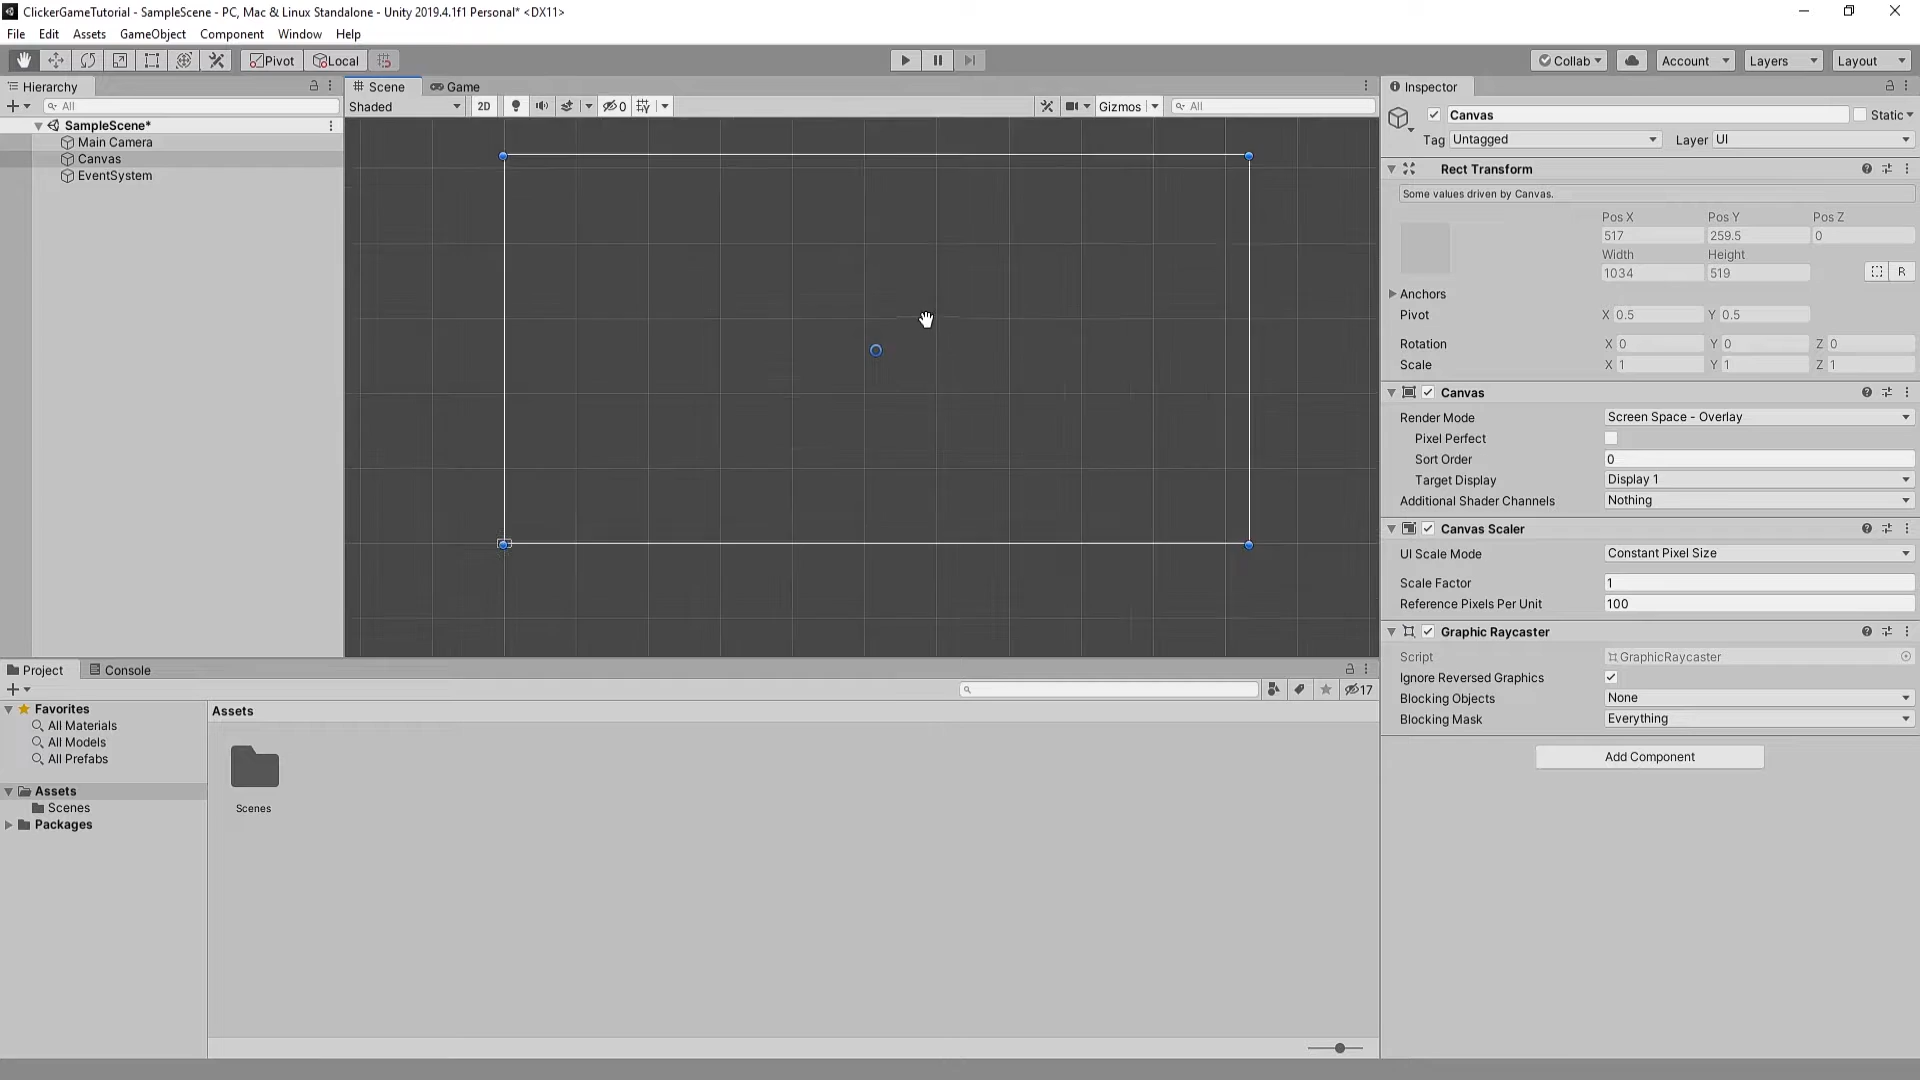 ClickerGameTutorial - SampleScene - PC, Mac & Linux Standalone - Unity 2019.4.1f1 Personal* <DX11>
File Edit Assets GameObject Component Window Help
Pivot Local Collab Account Layers Layout
Hierarchy Scene Game Inspector
All Shaded 2D 0 Gizmos All
SampleScene*
Main Camera
Canvas
EventSystem
Canvas Static
Tag Untagged Layer UI
Rect Transform
Some values driven by Canvas.
Pos X Pos Y Pos Z
517 259.5 0
Width Height
1034 519 R
Anchors
Pivot X 0.5 Y 0.5
Rotation X 0 Y 0 Z 0
Scale X 1 Y 1 Z 1
Canvas
Render Mode Screen Space - Overlay
Pixel Perfect
Sort Order 0
Target Display Display 1
Additional Shader Channels Nothing
Canvas Scaler
UI Scale Mode Constant Pixel Size
Scale Factor 1
Reference Pixels Per Unit 100
Graphic Raycaster
Script GraphicRaycaster
Ignore Reversed Graphics
Blocking Objects None
Blocking Mask Everything
Add Component
Project Console
17
Favorites
All Materials
All Models
All Prefabs
Assets
Scenes
Packages
Assets
Scenes